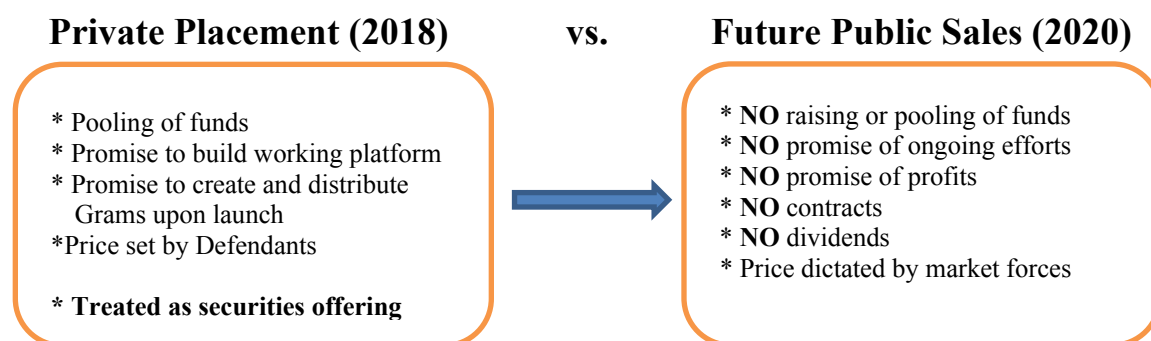 Private Placement (2018) vs. Future Public Sales (2020)
* Pooling of funds
* Promise to build working platform
* Promise to create and distribute
Grams upon launch
*Price set by Defendants
* Treated as securities offering
* NO raising or pooling of funds
* NO promise of ongoing efforts
* NO promise of profits
* NO contracts
* NO dividends
* Price dictated by market forces